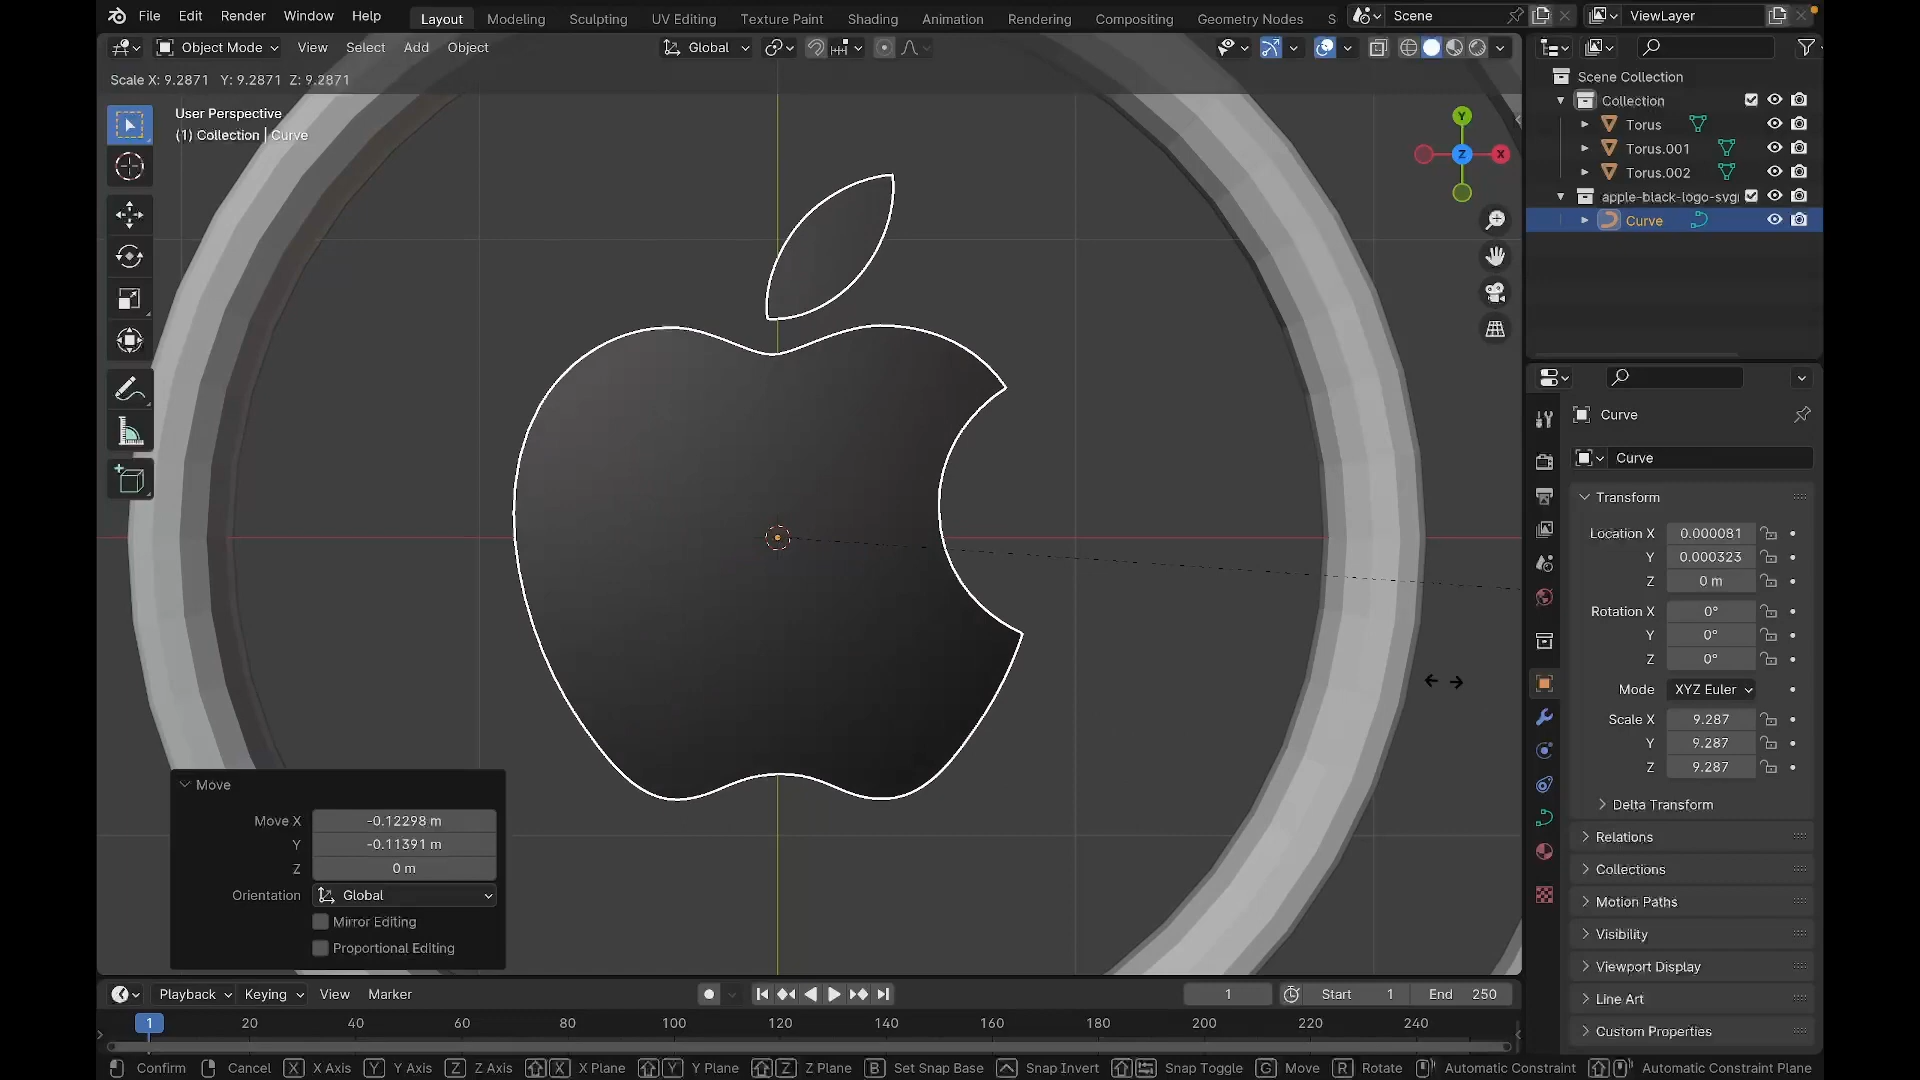 File Edit Render Window Help Layout Modeling Sculpting UV Editing Texture Paint Shading Animation Rendering Compositing Geometry Nodes S Scene ViewLayer
Object Mode View Select Add Object Global
Scale X: 9.2871 Y: 9.2871 Z: 9.2871
User Perspective
(1) Collection | Curve
Y
Z
X
Scene Collection
Collection
Torus
Torus.001
Torus.002
apple-black-logo-svg
Curve
Curve
Curve
Transform
Location X 0.000081
Y 0.000323
Z 0 m
Rotation X 0°
Y 0°
Z 0°
Mode XYZ Euler
Scale X 9.287
Y 9.287
Z 9.287
Delta Transform
Relations
Collections
Motion Paths
Visibility
Viewport Display
Line Art
Custom Properties
Move
Move X -0.12298 m
Y -0.11391 m
Z 0 m
Orientation Global
Mirror Editing
Proportional Editing
Playback Keying View Marker 1 Start 1 End 250
1 20 40 60 80 100 120 140 160 180 200 220 240
Confirm Cancel X X Axis Y Y Axis Z Z Axis X X Plane Y Y Plane Z Z Plane B Set Snap Base Snap Invert Snap Toggle G Move R Rotate Automatic Constraint Automatic Constraint Plane